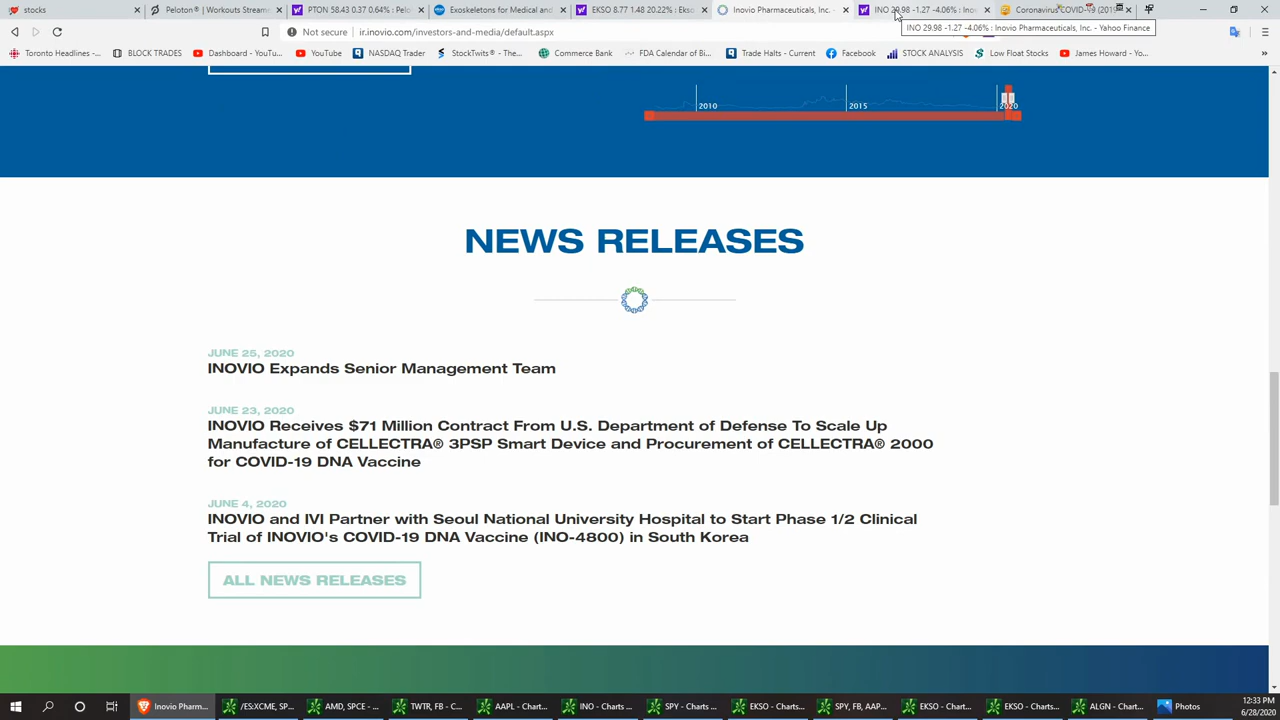 stocks
Peloton® | Workouts Stream
PTON 58.43 0.37 0.64% : Pelo
Exoskeletons for Medical and
EKSO 8.77 1.48 20.22% : Ekso
Inovio Pharmaceuticals, Inc. -
INO 29.98 -1.27 -4.06% : Inov
Coronavirus COVID-19 (2019
INO 29.98 -1.27 -4.06% : Inovio Pharmaceuticals, Inc. - Yahoo Finance
Not secure
ir.inovio.com/investors-and-media/default.aspx
Toronto Headlines -...
BLOCK TRADES
Dashboard - YouTu...
YouTube
NASDAQ Trader
StockTwits® - The...
Commerce Bank
FDA Calendar of Bi...
Trade Halts - Current
Facebook
STOCK ANALYSIS
Low Float Stocks
James Howard - Yo...
2010
2015
2020
NEWS RELEASES
JUNE 25, 2020
INOVIO Expands Senior Management Team
JUNE 23, 2020
INOVIO Receives $71 Million Contract From U.S. Department of Defense To Scale Up
Manufacture of CELLECTRA® 3PSP Smart Device and Procurement of CELLECTRA® 2000
for COVID-19 DNA Vaccine
JUNE 4, 2020
INOVIO and IVI Partner with Seoul National University Hospital to Start Phase 1/2 Clinical
Trial of INOVIO's COVID-19 DNA Vaccine (INO-4800) in South Korea
ALL NEWS RELEASES
Inovio Pharm...
/ES:XCME, SP...
AMD, SPCE - ...
TWTR, FB - C...
AAPL - Chart...
INO - Charts ...
SPY - Charts ...
EKSO - Chart...
SPY, FB, AAP...
EKSO - Chart...
EKSO - Chart...
ALGN - Chart...
Photos
12:33 PM
6/28/2020